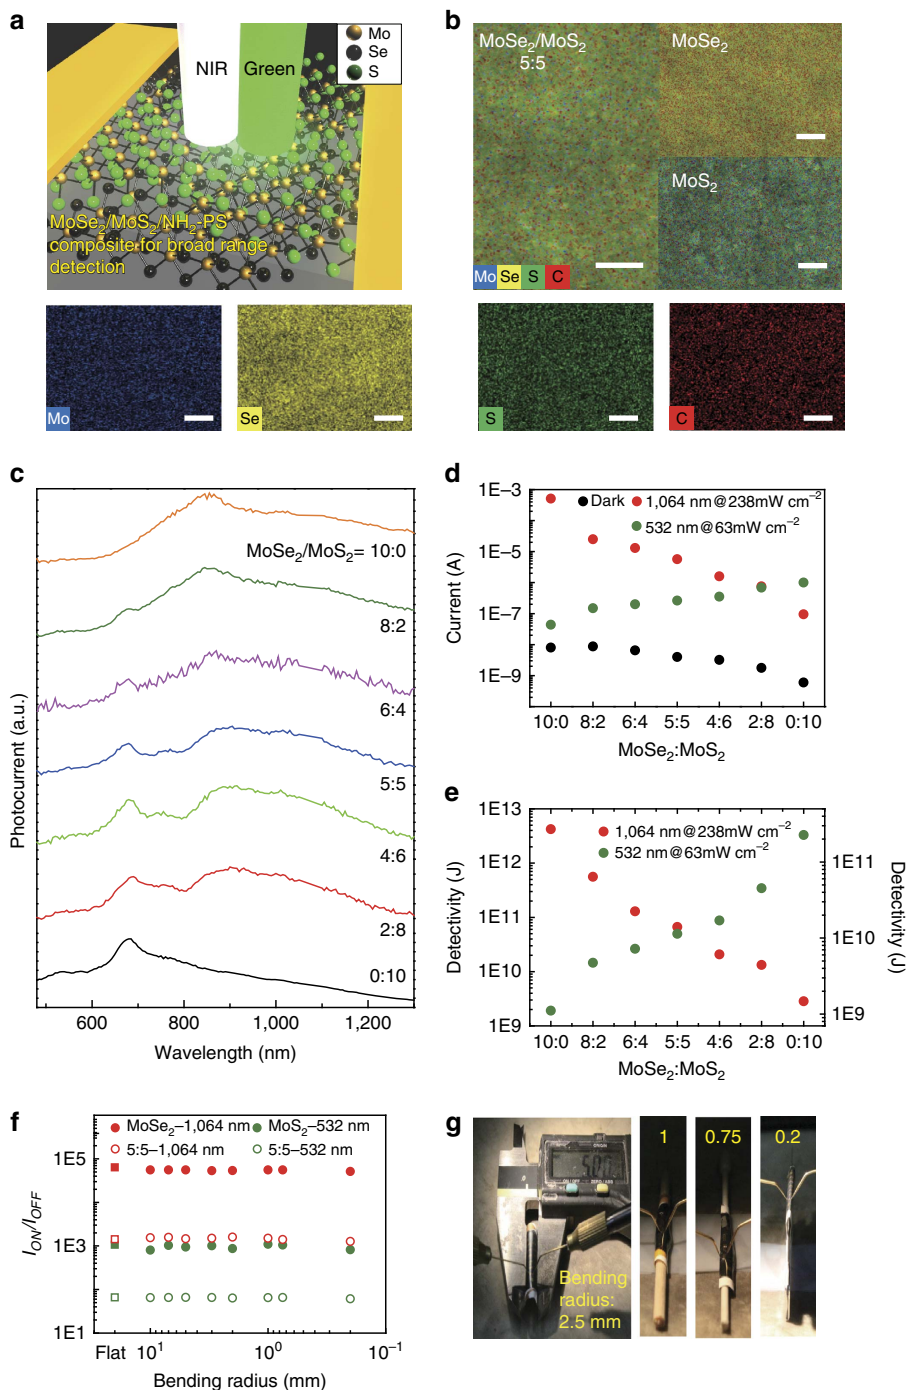 a
Mo
Se
S
NIR
Green
MoSe2/MoS2/NH2-PS
composite for broad range
detection
Mo
Se
b
MoSe2/MoS2
5:5
MoSe2
MoS2
Mo Se S C
S
C
c
MoSe2/MoS2= 10:0
8:2
6:4
5:5
4:6
2:8
0:10
Photocurrent (a.u.)
600 800 1,000 1,200
Wavelength (nm)
d
Dark 1,064 nm@238mW cm−2
532 nm@63mW cm−2
1E−3
1E−5
1E−7
1E−9
Current (A)
10:0 8:2 6:4 5:5 4:6 2:8 0:10
MoSe2:MoS2
e
1,064 nm@238mW cm−2
532 nm@63mW cm−2
1E13
1E12
1E11
1E10
1E9
Detectivity (J)
1E11
1E10
1E9
Detectivity
(J)
10:0 8:2 6:4 5:5 4:6 2:8 0:10
MoSe2:MoS2
f
MoSe2–1,064 nm MoS2–532 nm
5:5–1,064 nm 5:5–532 nm
1E5
1E3
1E1
ION/IOFF
Flat 10¹ 10⁰ 10−1
Bending radius (mm)
g
ORIGIN
5.00
ON/OFF ZERO/ABS
Bending
radius:
2.5 mm
1
0.75
0.2